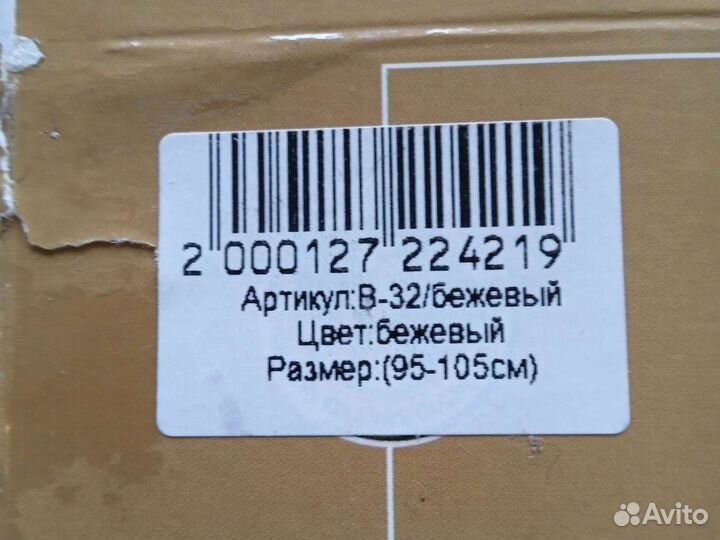 2 000127 224219
Артикул:В-32/бежевый
Цвет:бежевый
Размер:(95-105см)
Avito